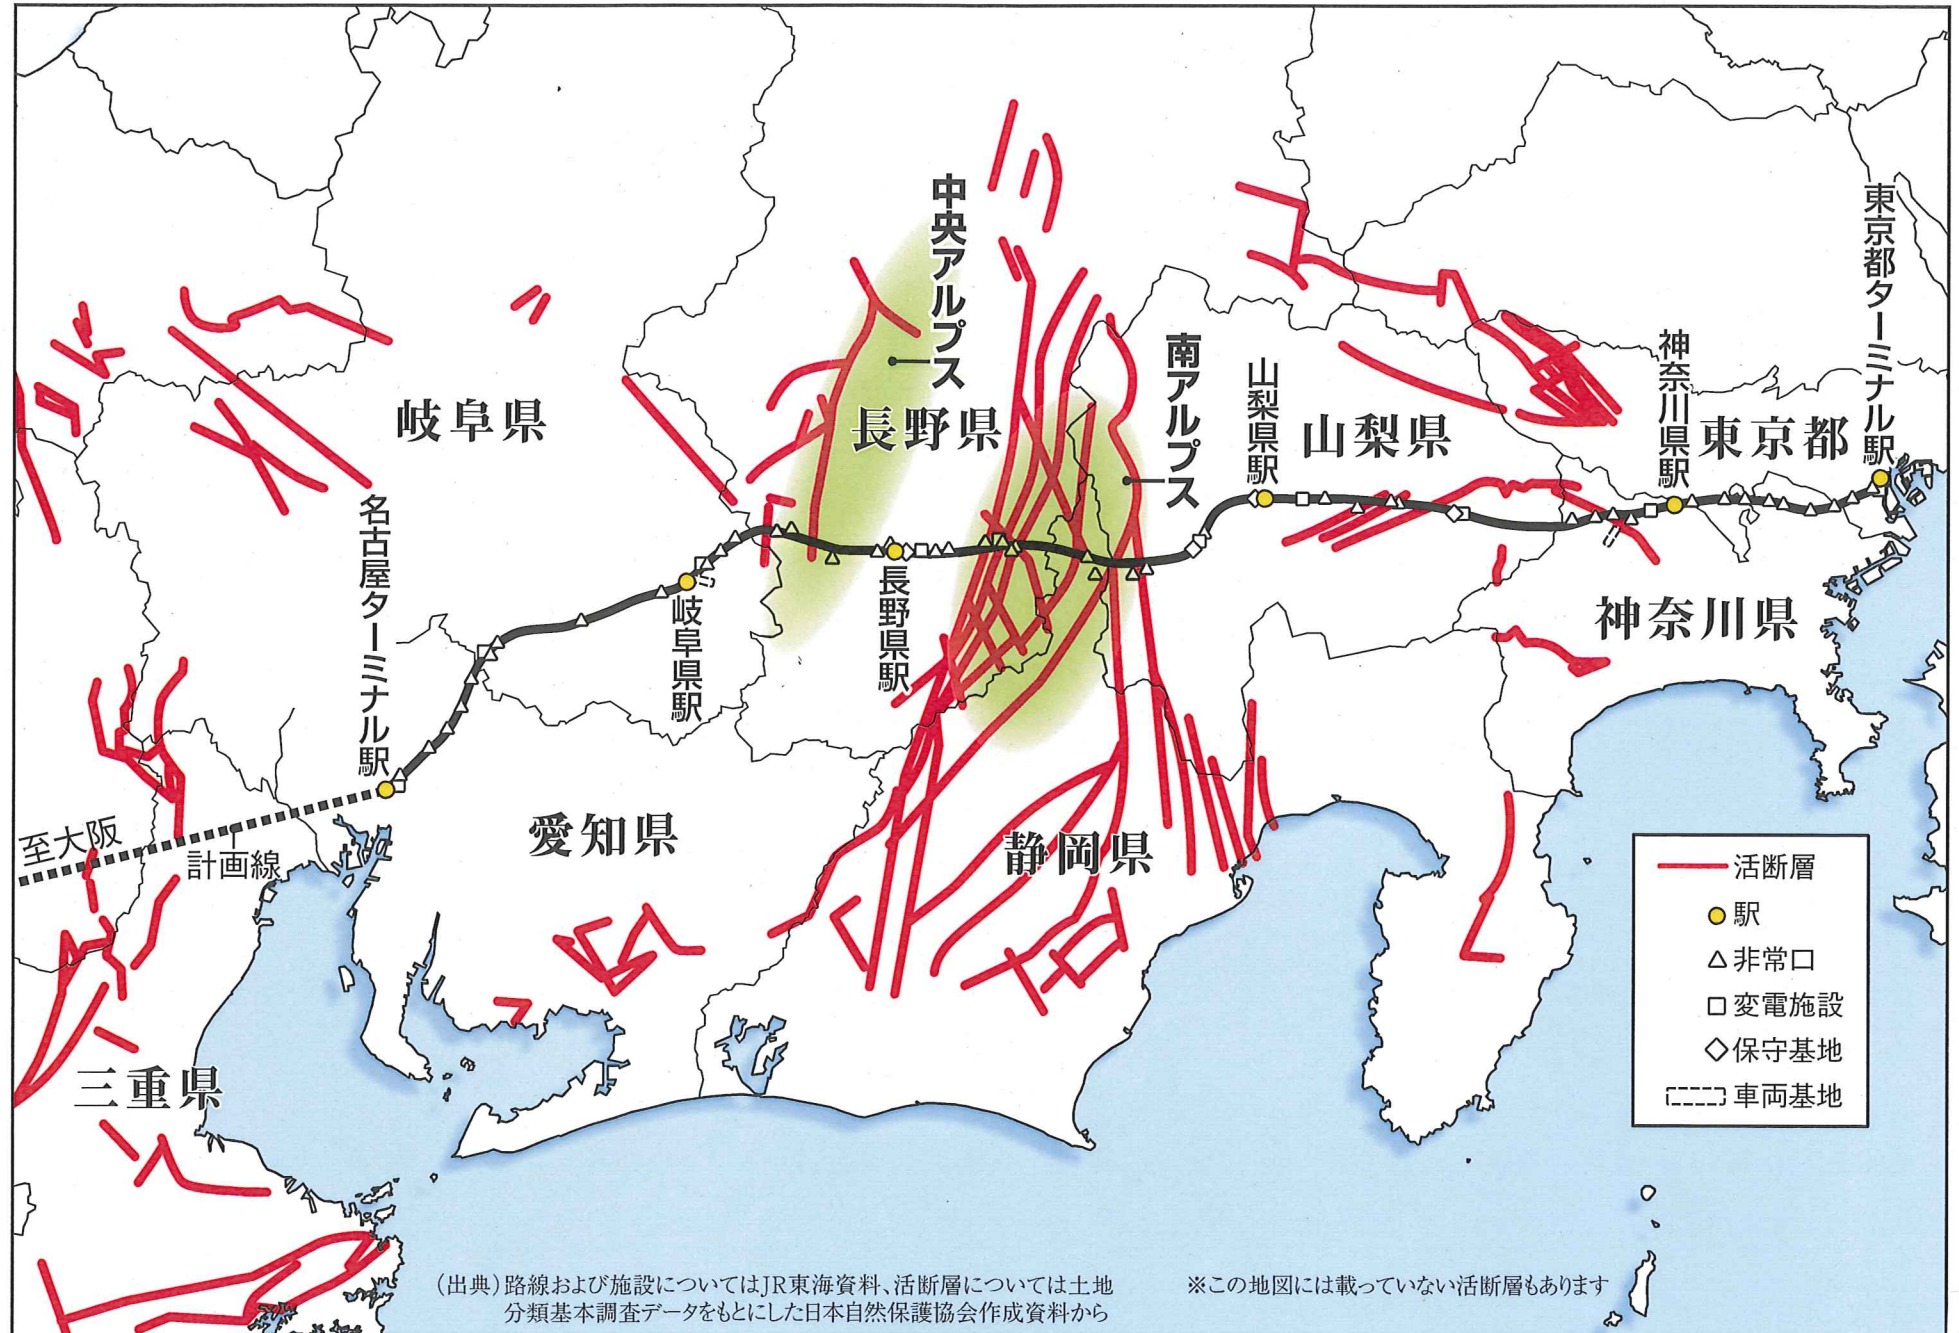 中央アルプス
南アルプス
岐阜県
長野県
山梨県
東京都
神奈川県
愛知県
静岡県
三重県
東京都ターミナル駅
神奈川県駅
山梨県駅
長野県駅
岐阜県駅
名古屋ターミナル駅
至大阪
計画線
活断層
駅
非常口
変電施設
保守基地
車両基地
(出典)路線および施設についてはJR東海資料、活断層については土地
分類基本調査データをもとにした日本自然保護協会作成資料から
※この地図には載っていない活断層もあります